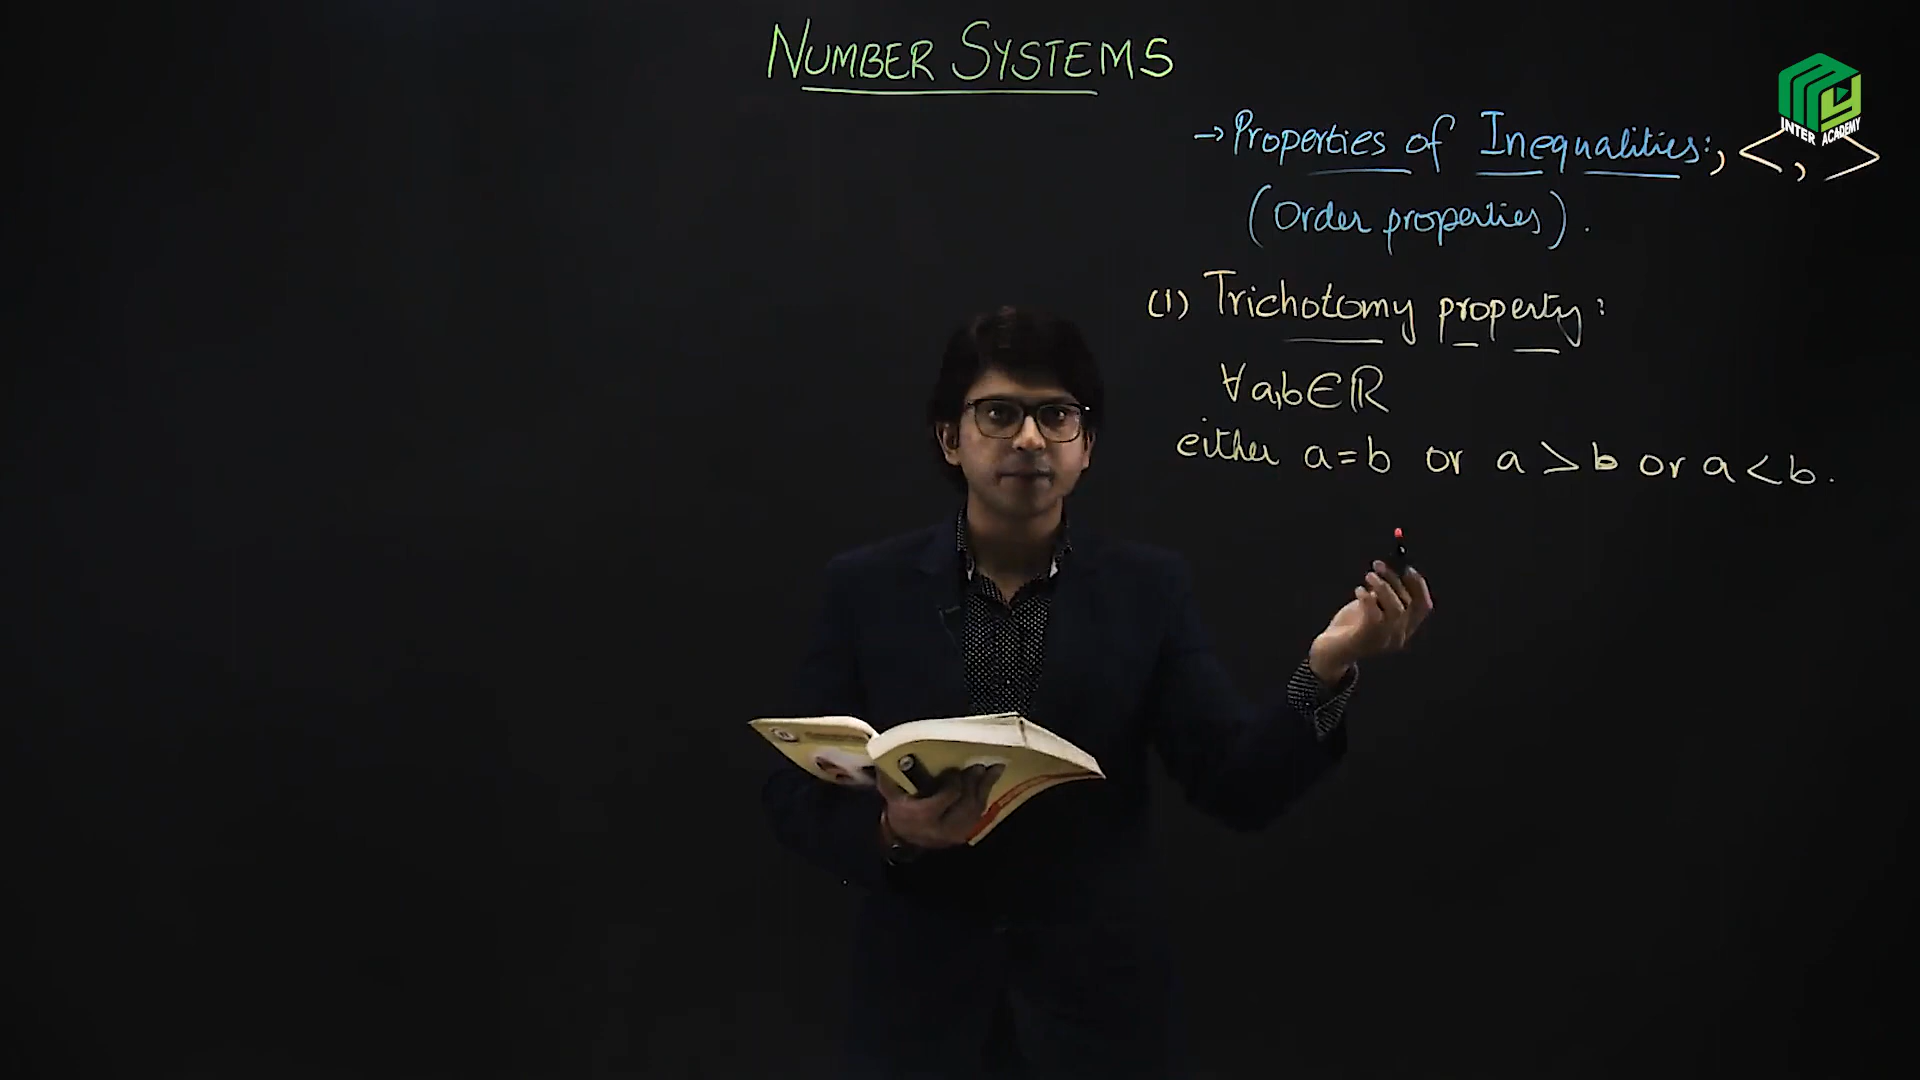 NUMBER SYSTEMS
→ Properties of Inequalities:, <, >
(Order properties).
(1) Trichotomy property:
∀ a,b∈ℝ
either a=b or a>b or a<b.
INTER ACADEMY